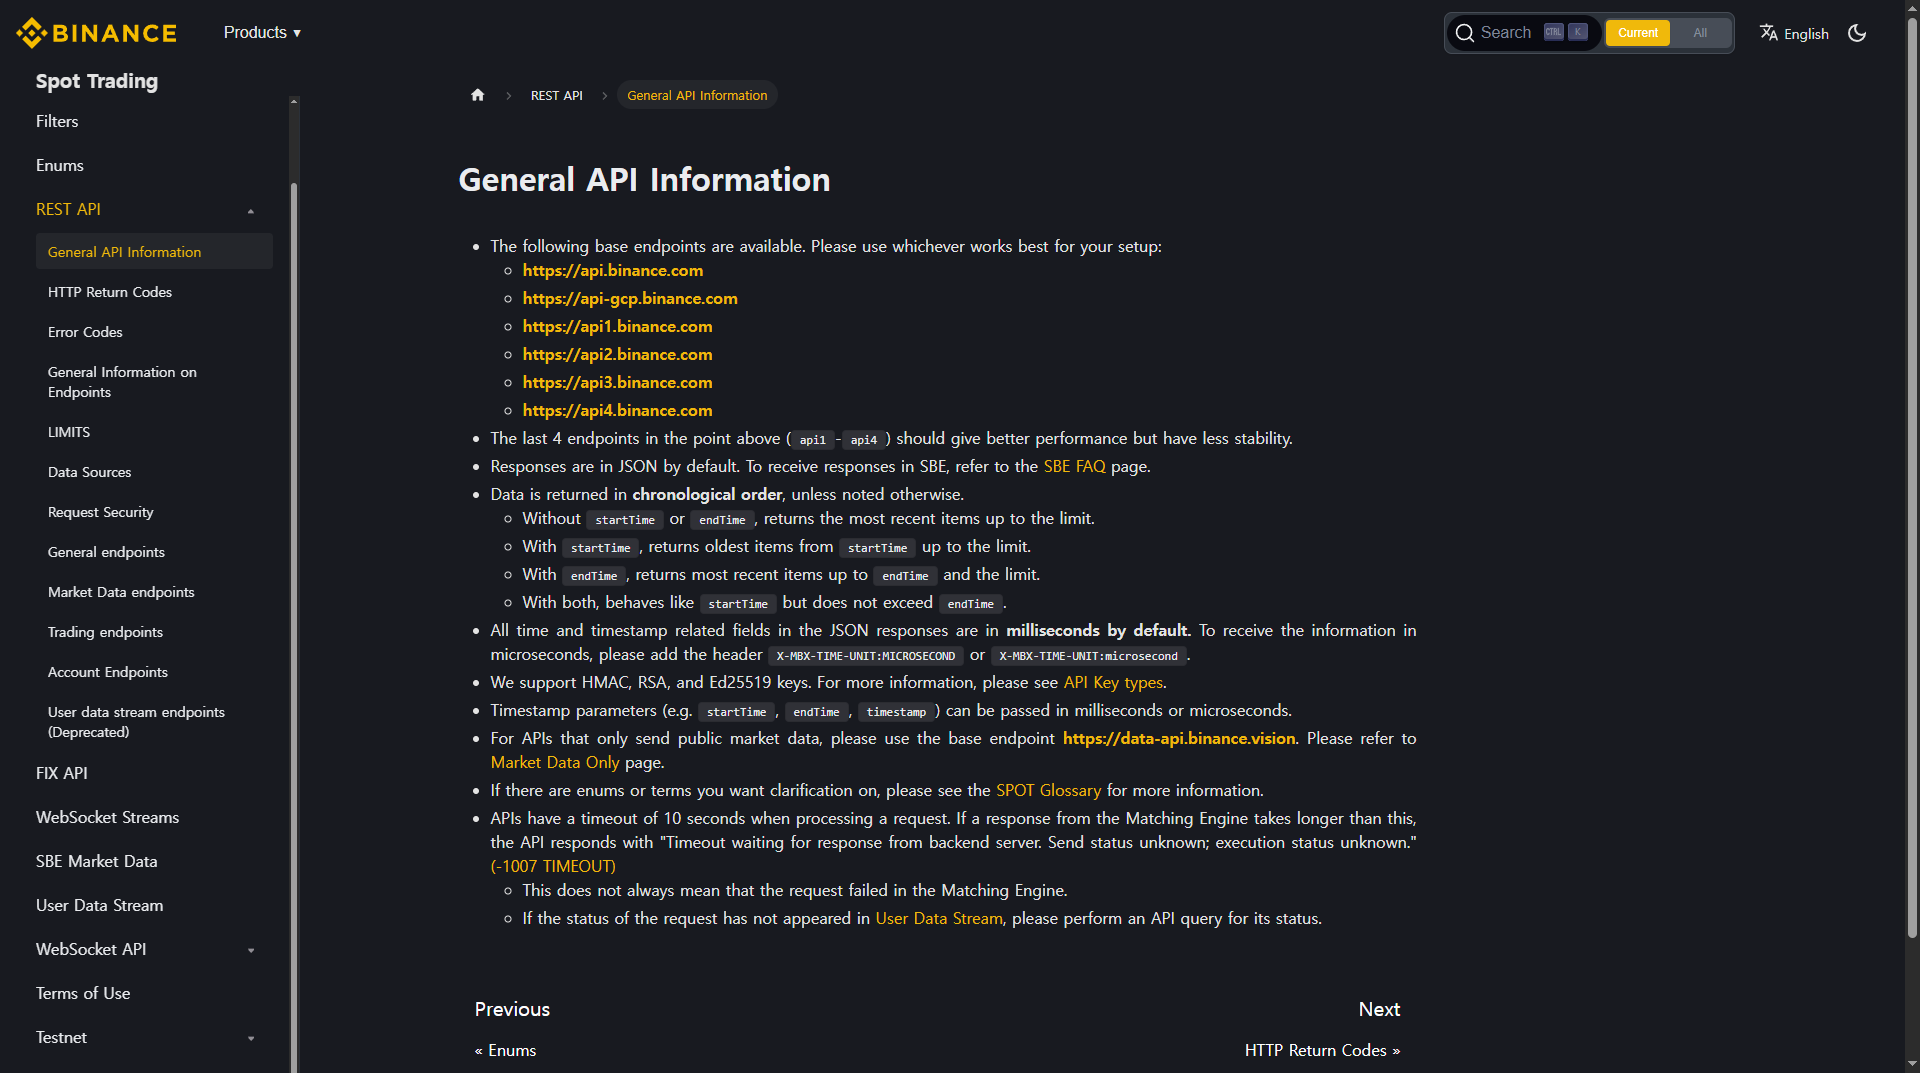 BINANCE
Products ▾
Search
CTRL K
Current
All
English
Spot Trading
Filters
Enums
REST API
General API Information
HTTP Return Codes
Error Codes
General Information on
Endpoints
LIMITS
Data Sources
Request Security
General endpoints
Market Data endpoints
Trading endpoints
Account Endpoints
User data stream endpoints
(Deprecated)
FIX API
WebSocket Streams
SBE Market Data
User Data Stream
WebSocket API
Terms of Use
Testnet
REST API
General API Information
General API Information
The following base endpoints are available. Please use whichever works best for your setup:
https://api.binance.com
https://api-gcp.binance.com
https://api1.binance.com
https://api2.binance.com
https://api3.binance.com
https://api4.binance.com
The last 4 endpoints in the point above (api1-api4) should give better performance but have less stability.
Responses are in JSON by default. To receive responses in SBE, refer to the SBE FAQ page.
Data is returned in chronological order, unless noted otherwise.
Without startTime or endTime, returns the most recent items up to the limit.
With startTime, returns oldest items from startTime up to the limit.
With endTime, returns most recent items up to endTime and the limit.
With both, behaves like startTime but does not exceed endTime.
All time and timestamp related fields in the JSON responses are in milliseconds by default. To receive the information in
microseconds, please add the header X-MBX-TIME-UNIT:MICROSECOND or X-MBX-TIME-UNIT:microsecond.
We support HMAC, RSA, and Ed25519 keys. For more information, please see API Key types.
Timestamp parameters (e.g. startTime, endTime, timestamp) can be passed in milliseconds or microseconds.
For APIs that only send public market data, please use the base endpoint https://data-api.binance.vision. Please refer to
Market Data Only page.
If there are enums or terms you want clarification on, please see the SPOT Glossary for more information.
APIs have a timeout of 10 seconds when processing a request. If a response from the Matching Engine takes longer than this,
the API responds with "Timeout waiting for response from backend server. Send status unknown; execution status unknown."
(-1007 TIMEOUT)
This does not always mean that the request failed in the Matching Engine.
If the status of the request has not appeared in User Data Stream, please perform an API query for its status.
Previous
« Enums
Next
HTTP Return Codes »